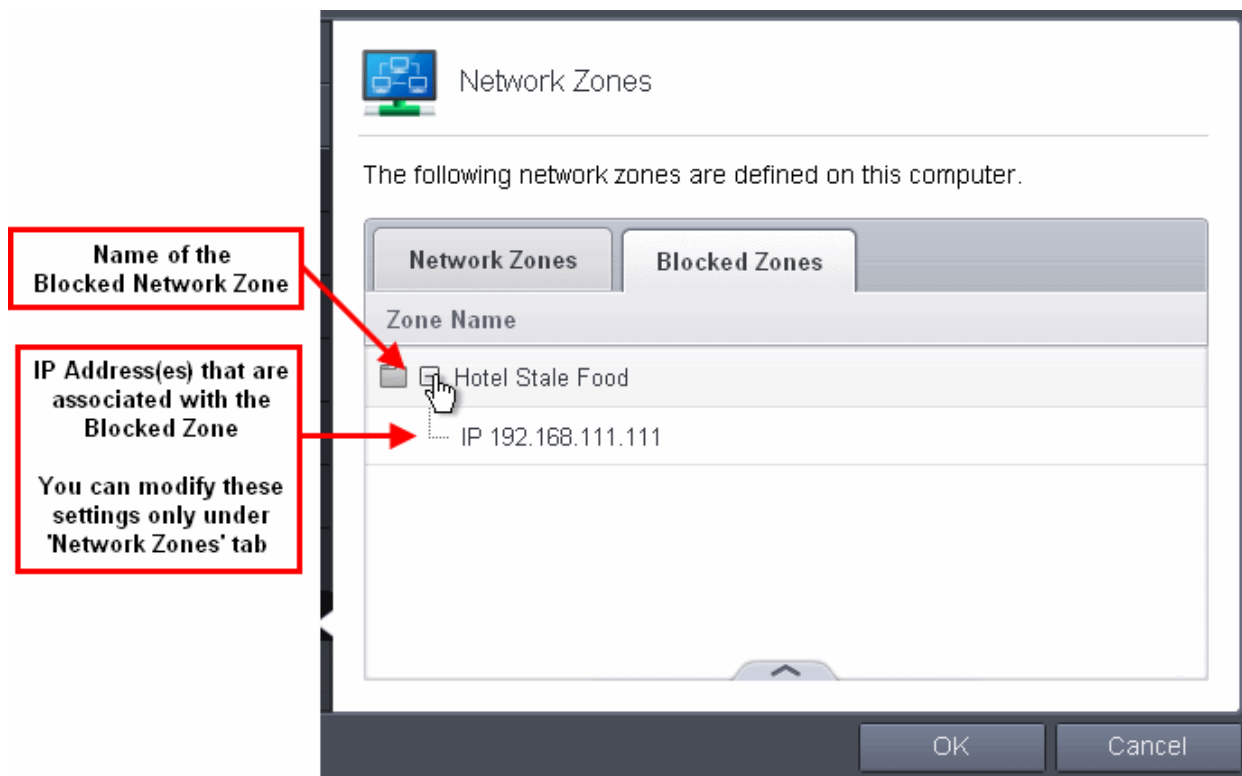 Network Zones
The following network zones are defined on this computer.
Name of the
Blocked Network Zone
Network Zones
Blocked Zones
Zone Name
IP Address(es) that are
associated with the
Blocked Zone
You can modify these
settings only under
'Network Zones' tab
Hotel Stale Food
IP 192.168.111.111
OK
Cancel